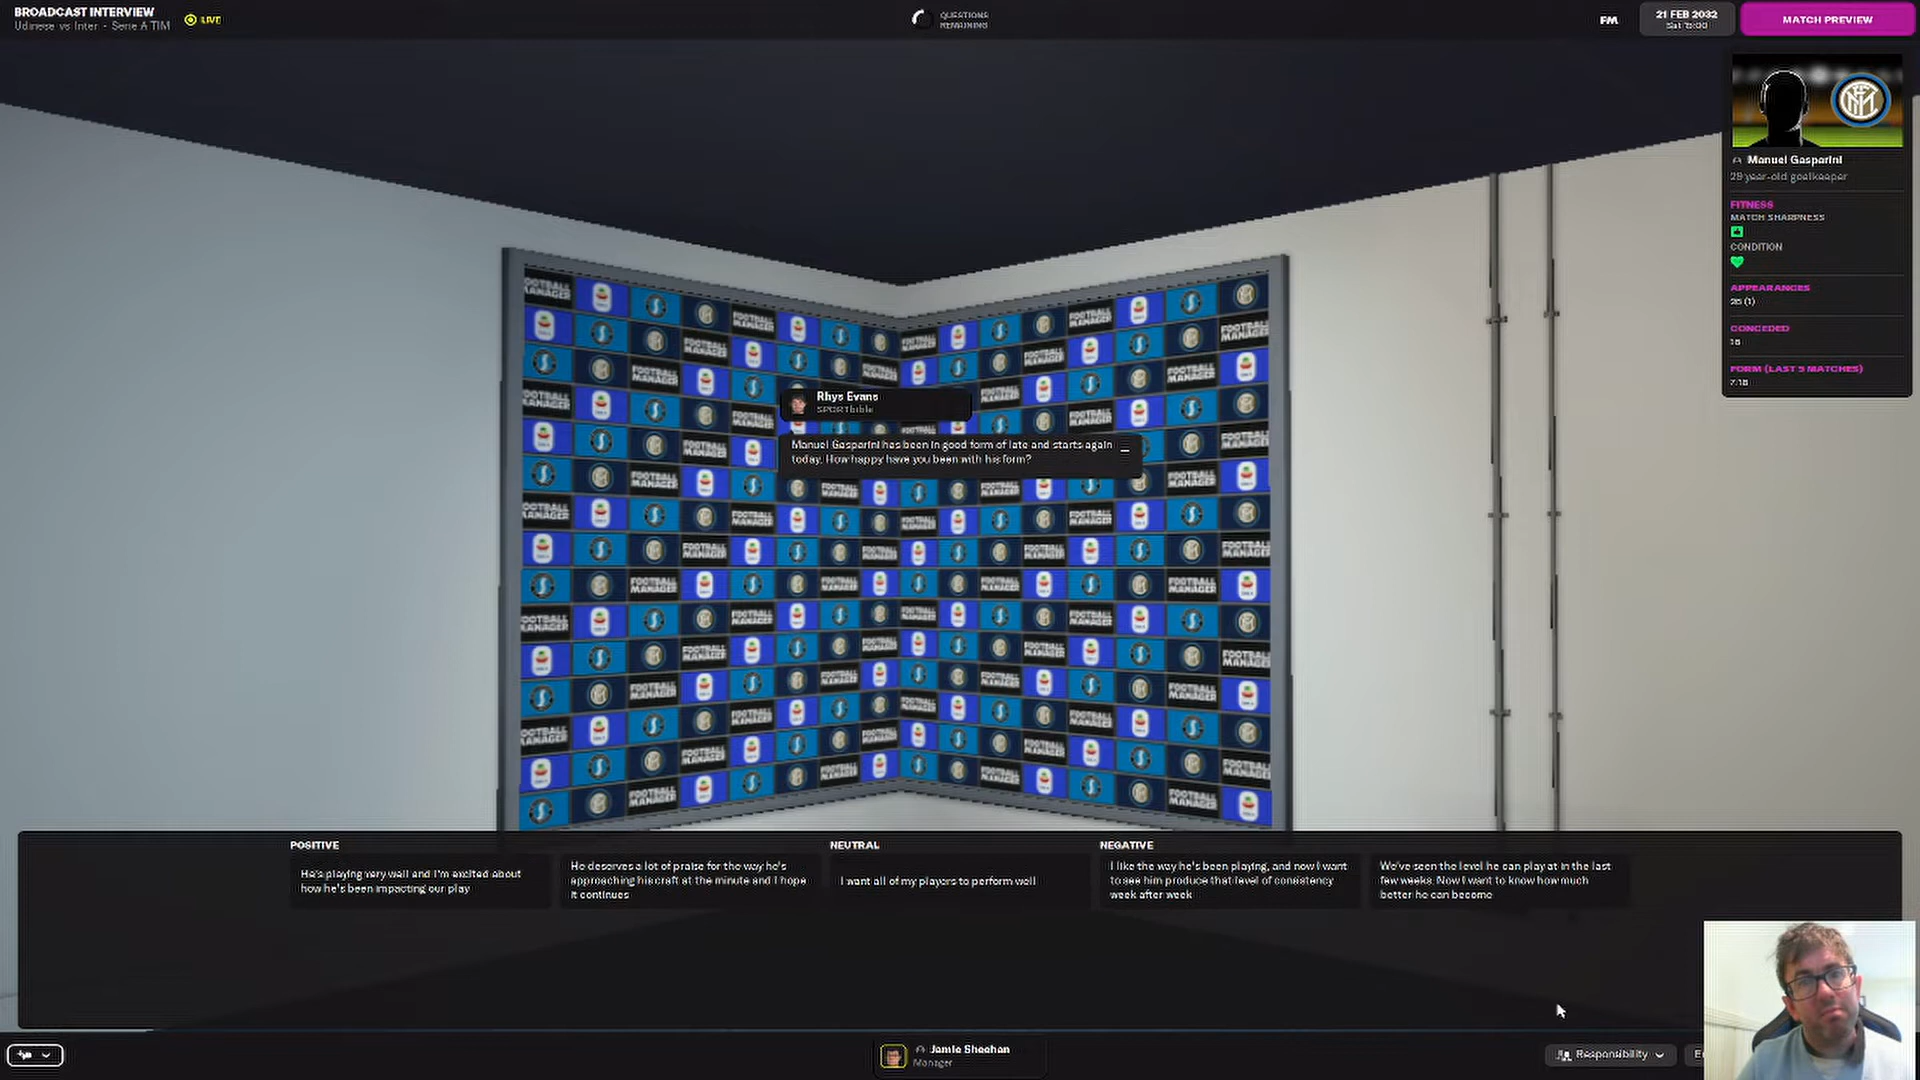 BROADCAST INTERVIEW
Udinese vs Inter - Serie A TIM
LIVE
QUESTIONS
REMAINING
FM
21 FEB 2032
Sat 15:00
MATCH PREVIEW
Manuel Gasparini
29 year-old goalkeeper
FITNESS
MATCH SHARPNESS
CONDITION
APPEARANCES
26 (1)
CONCEDED
FORM (LAST 5 MATCHES)
FOOTBALL
MANAGER
Rhys Evans
SPORTbible
Manuel Gasparini has been in good form of late and starts again
today. How happy have you been with his form?
POSITIVE
He's playing very well and I'm excited about
how he's been impacting our play
He deserves a lot of praise for the way he's
approaching his craft at the minute and I hope
it continues
NEUTRAL
I want all of my players to perform well
NEGATIVE
I like the way he's been playing, and now I want
to see him produce that level of consistency
week after week
We've seen the level he can play at in the last
few weeks. Now I want to know how much
better he can become
Jamie Sheehan
Manager
Responsibility